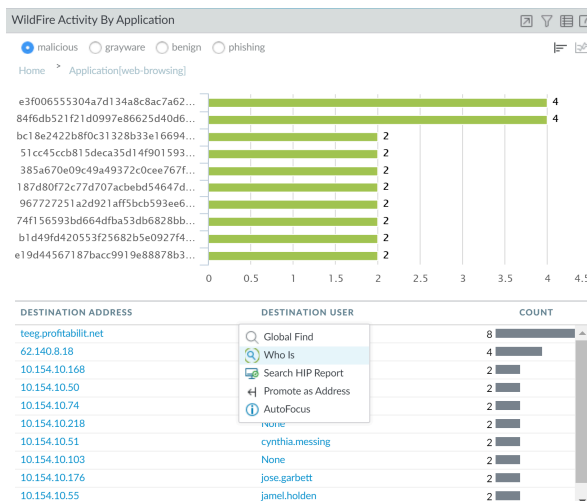 WildFire Activity By Application
malicious grayware benign phishing
Home > Application[web-browsing]
e3f006555304a7d134a8c8ac7a62... 4
84f6db521f21d0997e86625d40d6... 4
bc18e2422b8f0c31328b33e16694... 2
51cc45ccb815deca35d14f901593... 2
385a670e09c49a49372c0cee767f... 2
187d80f72c77d707acbebd54647d... 2
967727251a2d921aff5bcb593ee6... 2
74f156593bd664dfba53db6828bb... 2
b1d49fd420553f25682b5e0927f4... 2
e19d44567187bacc9919e88878b3... 2
0 0.5 1 1.5 2 2.5 3 3.5 4 4.5
DESTINATION ADDRESS DESTINATION USER COUNT
teeg.profitabilit.net Global Find 8
62.140.8.18 Who Is 4
10.154.10.168 Search HIP Report 2
10.154.10.50 Promote as Address 2
10.154.10.74 AutoFocus 2
10.154.10.218 None 2
10.154.10.51 cynthia.messing 2
10.154.10.103 None 2
10.154.10.176 jose.garbett 2
10.154.10.55 jamel.holden 2